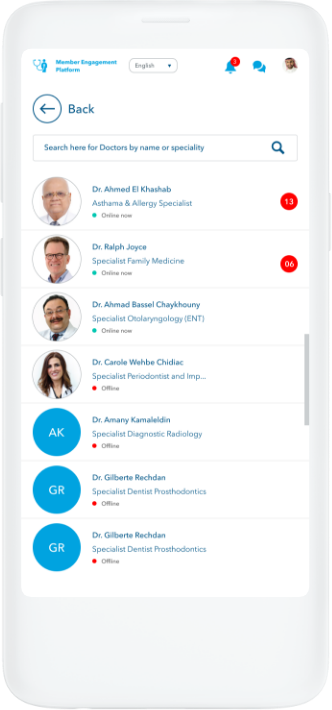 Member Engagement
Platform
English
3
Back
Search here for Doctors by name or speciality
Dr. Ahmed El Khashab
Asthama & Allergy Specialist
Online now
13
Dr. Ralph Joyce
Specialist Family Medicine
Online now
06
Dr. Ahmad Bassel Chaykhouny
Specialist Otolaryngology (ENT)
Online now
Dr. Carole Wehbe Chidiac
Specialist Periodontist and Imp...
Offline
AK
Dr. Amany Kamaleldin
Specialist Diagnostic Radiology
Offline
GR
Dr. Gilberte Rechdan
Specialist Dentist Prosthodontics
Offline
GR
Dr. Gilberte Rechdan
Specialist Dentist Prosthodontics
Offline